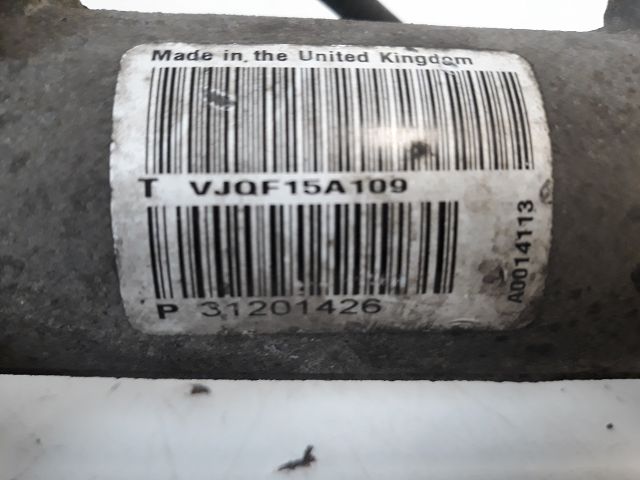 Made in the United Kingdom
T VJQF15A109
P 31201426
A0014113